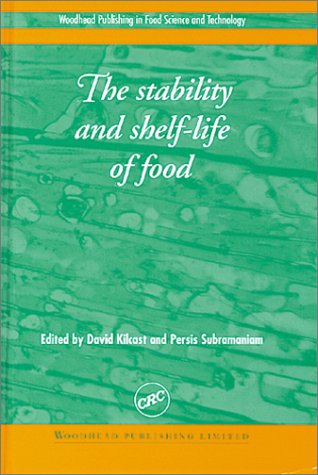 Woodhead Publishing in Food Science and Technology
The stability
and shelf-life
of food
Edited by David Kilcast and Persis Subramaniam
CRC
WOODHEAD PUBLISHING LIMITED